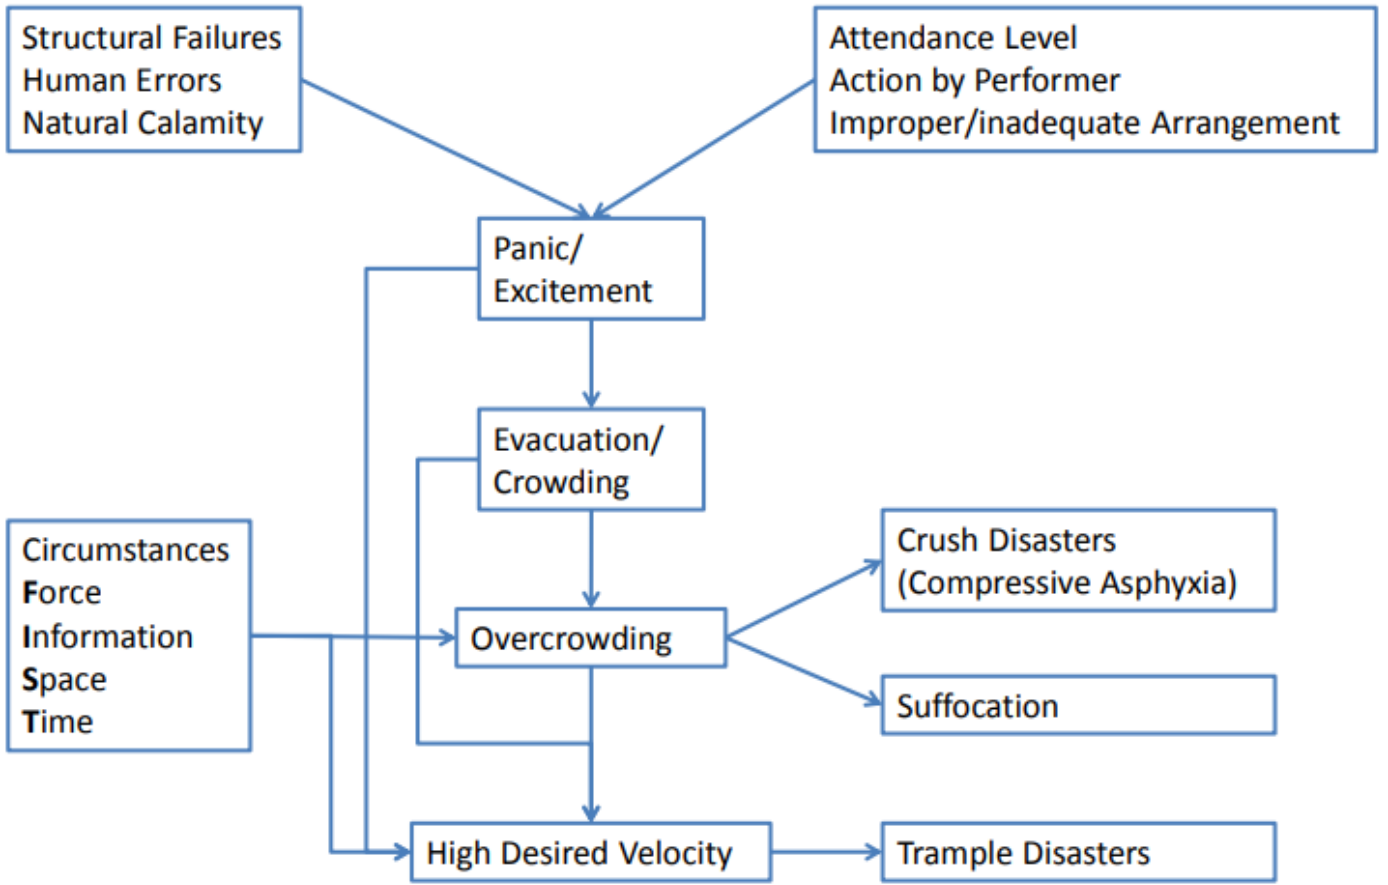 Structural Failures
Human Errors
Natural Calamity
Attendance Level
Action by Performer
Improper/inadequate Arrangement
Panic/
Excitement
Evacuation/
Crowding
Circumstances
Force
Information
Space
Time
Overcrowding
Crush Disasters
(Compressive Asphyxia)
Suffocation
High Desired Velocity
Trample Disasters